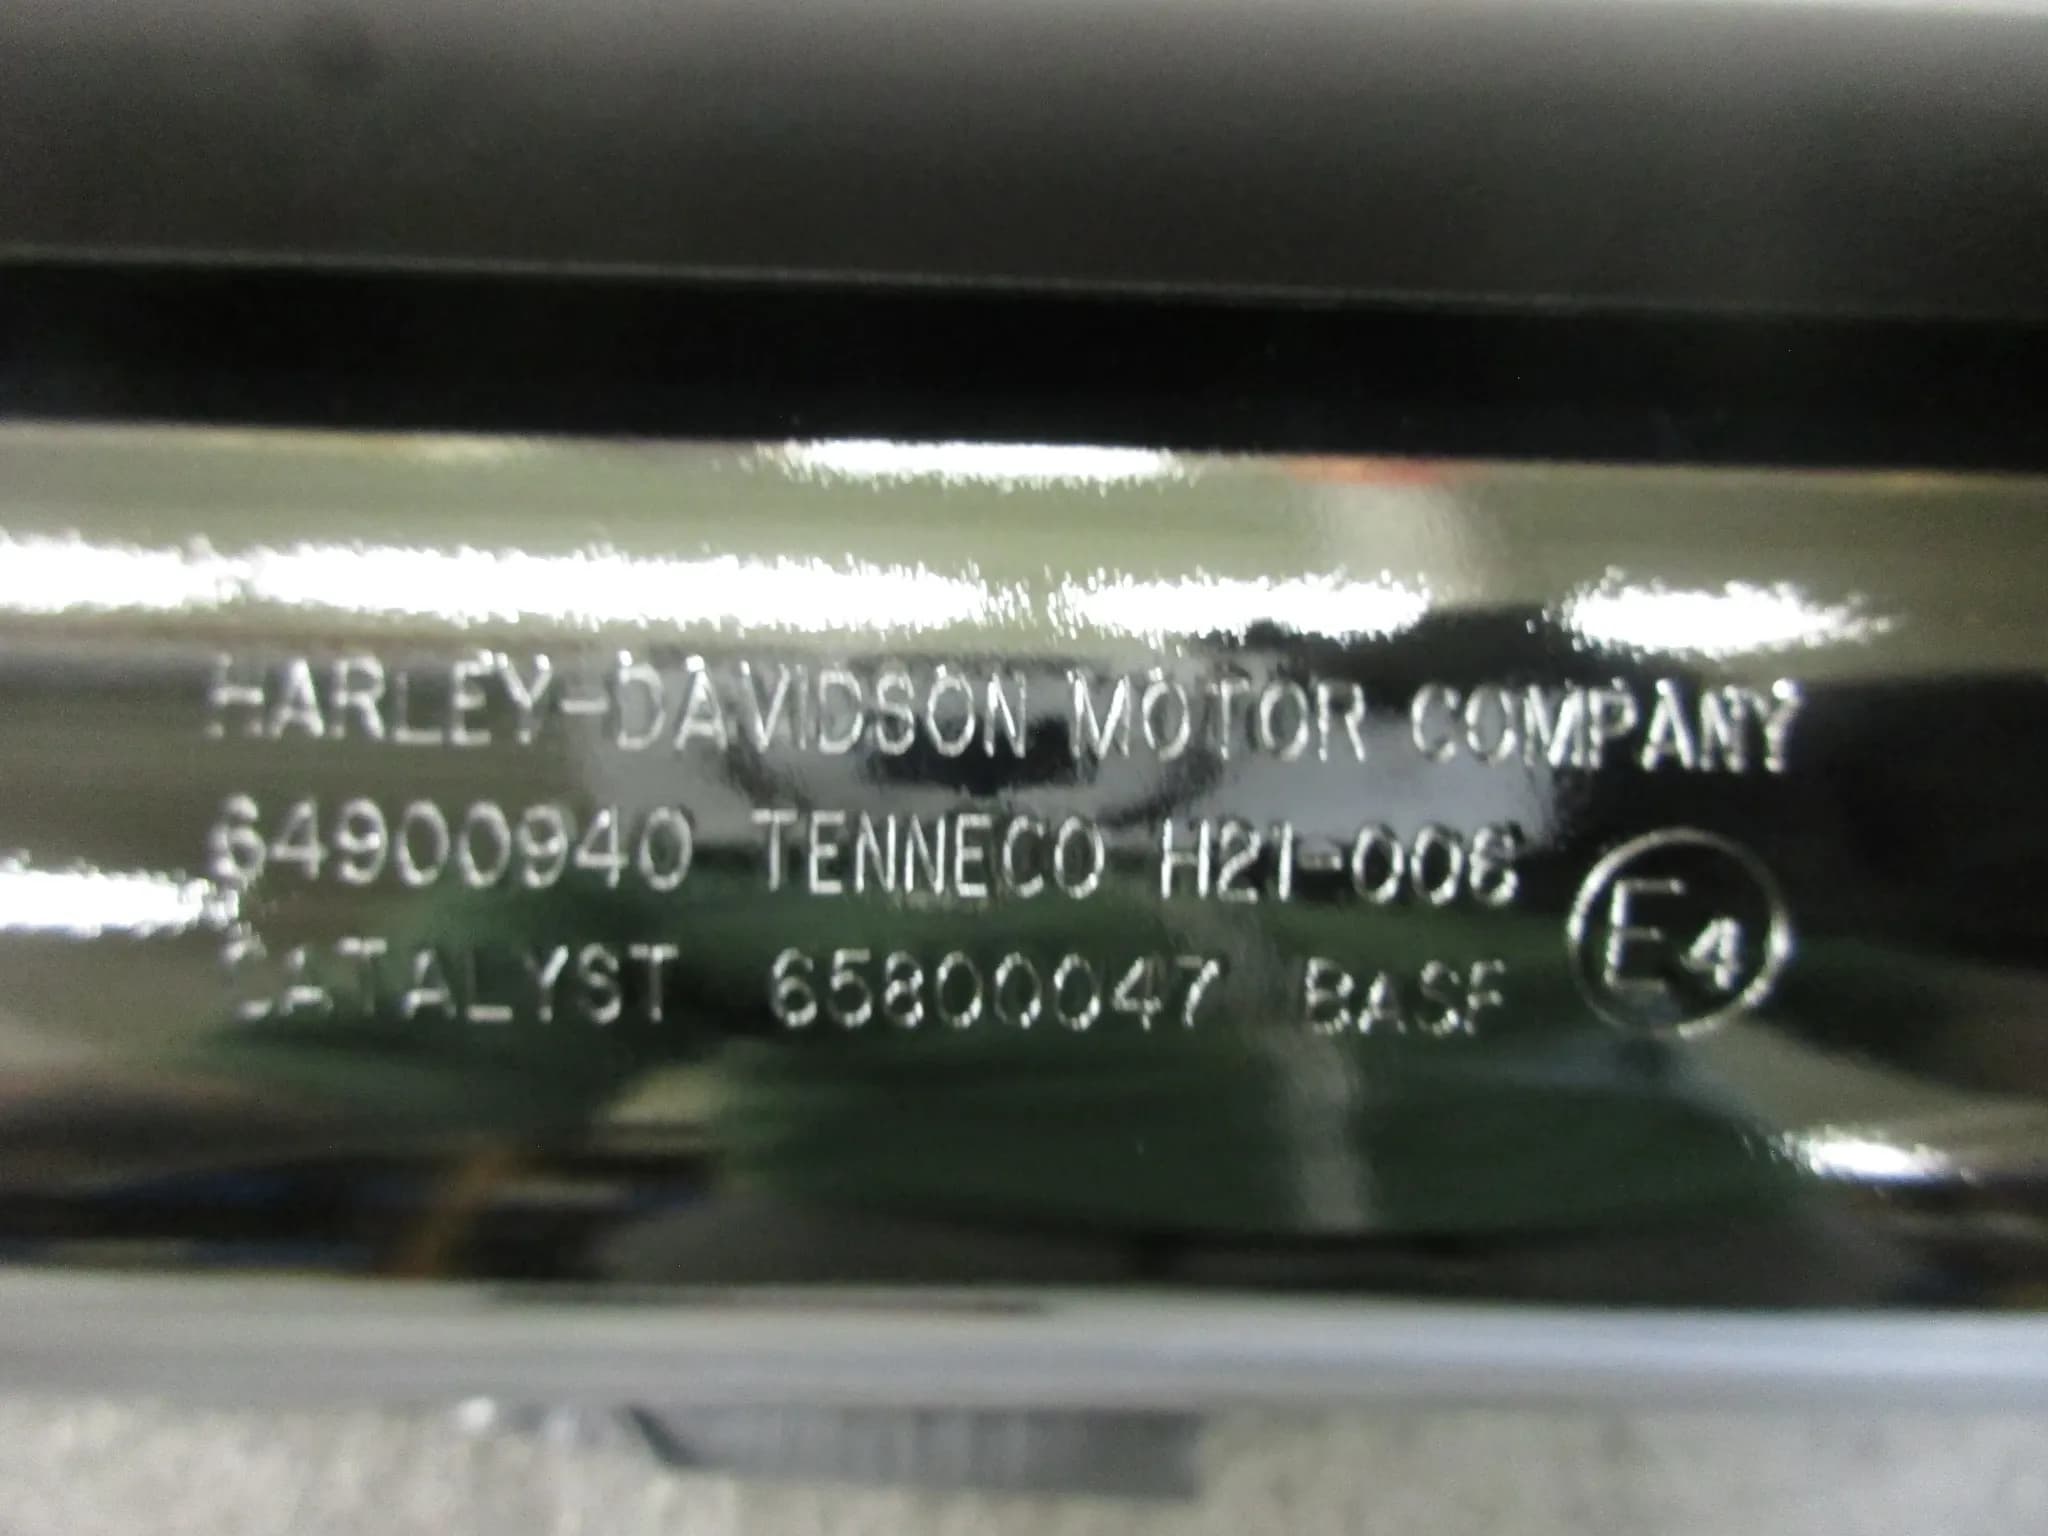 HARLEY-DAVIDSON MOTOR COMPANY
64900940 TENNECO H21-006
CATALYST 65800047 BASF
E4